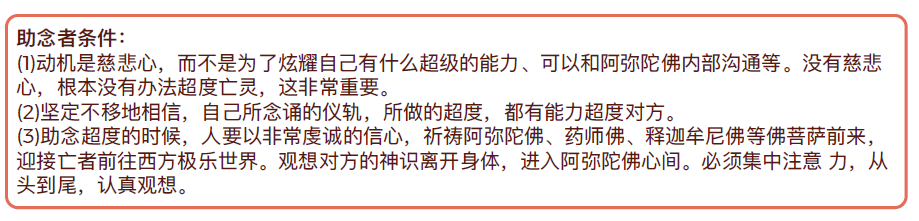 助念者条件：
(1)动机是慈悲心，而不是为了炫耀自己有什么超级的能力、可以和阿弥陀佛内部沟通等。没有慈悲
心，根本没有办法超度亡灵，这非常重要。
(2)坚定不移地相信，自己所念诵的仪轨，所做的超度，都有能力超度对方。
(3)助念超度的时候，人要以非常虔诚的信心，祈祷阿弥陀佛、药师佛、释迦牟尼佛等佛菩萨前来，
迎接亡者前往西方极乐世界。观想对方的神识离开身体，进入阿弥陀佛心间。必须集中注意 力，从
头到尾，认真观想。